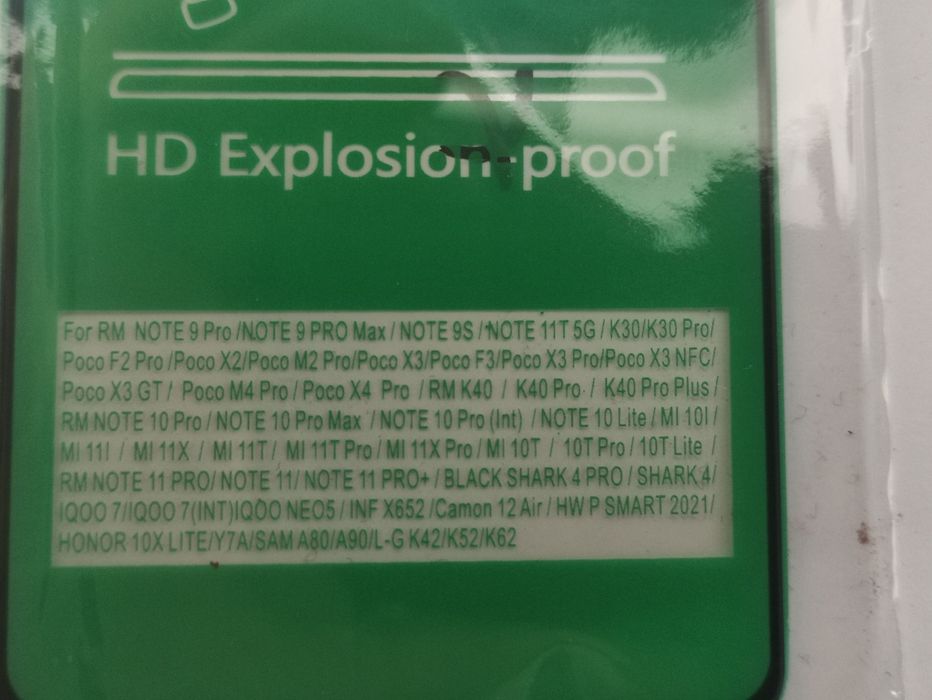 HD Explosion-proof
For RM NOTE 9 Pro /NOTE 9 PRO Max / NOTE 9S / NOTE 11T 5G / K30/K30 Pro/
Poco F2 Pro /Poco X2/Poco M2 Pro/Poco X3/Poco F3/Poco X3 Pro/Poco X3 NFC/
Poco X3 GT / Poco M4 Pro / Poco X4 Pro / RM K40 / K40 Pro / K40 Pro Plus /
RM NOTE 10 Pro / NOTE 10 Pro Max / NOTE 10 Pro (Int) / NOTE 10 Lite / MI 10I /
MI 11I / MI 11X / MI 11T / MI 11T Pro / MI 11X Pro / MI 10T / 10T Pro / 10T Lite /
RM NOTE 11 PRO/ NOTE 11/ NOTE 11 PRO+ / BLACK SHARK 4 PRO / SHARK 4/
IQOO 7/IQOO 7(INT)IQOO NEO5 / INF X652 /Camon 12 Air / HW P SMART 2021/
HONOR 10X LITE/Y7A/SAM A80/A90/L-G K42/K52/K62